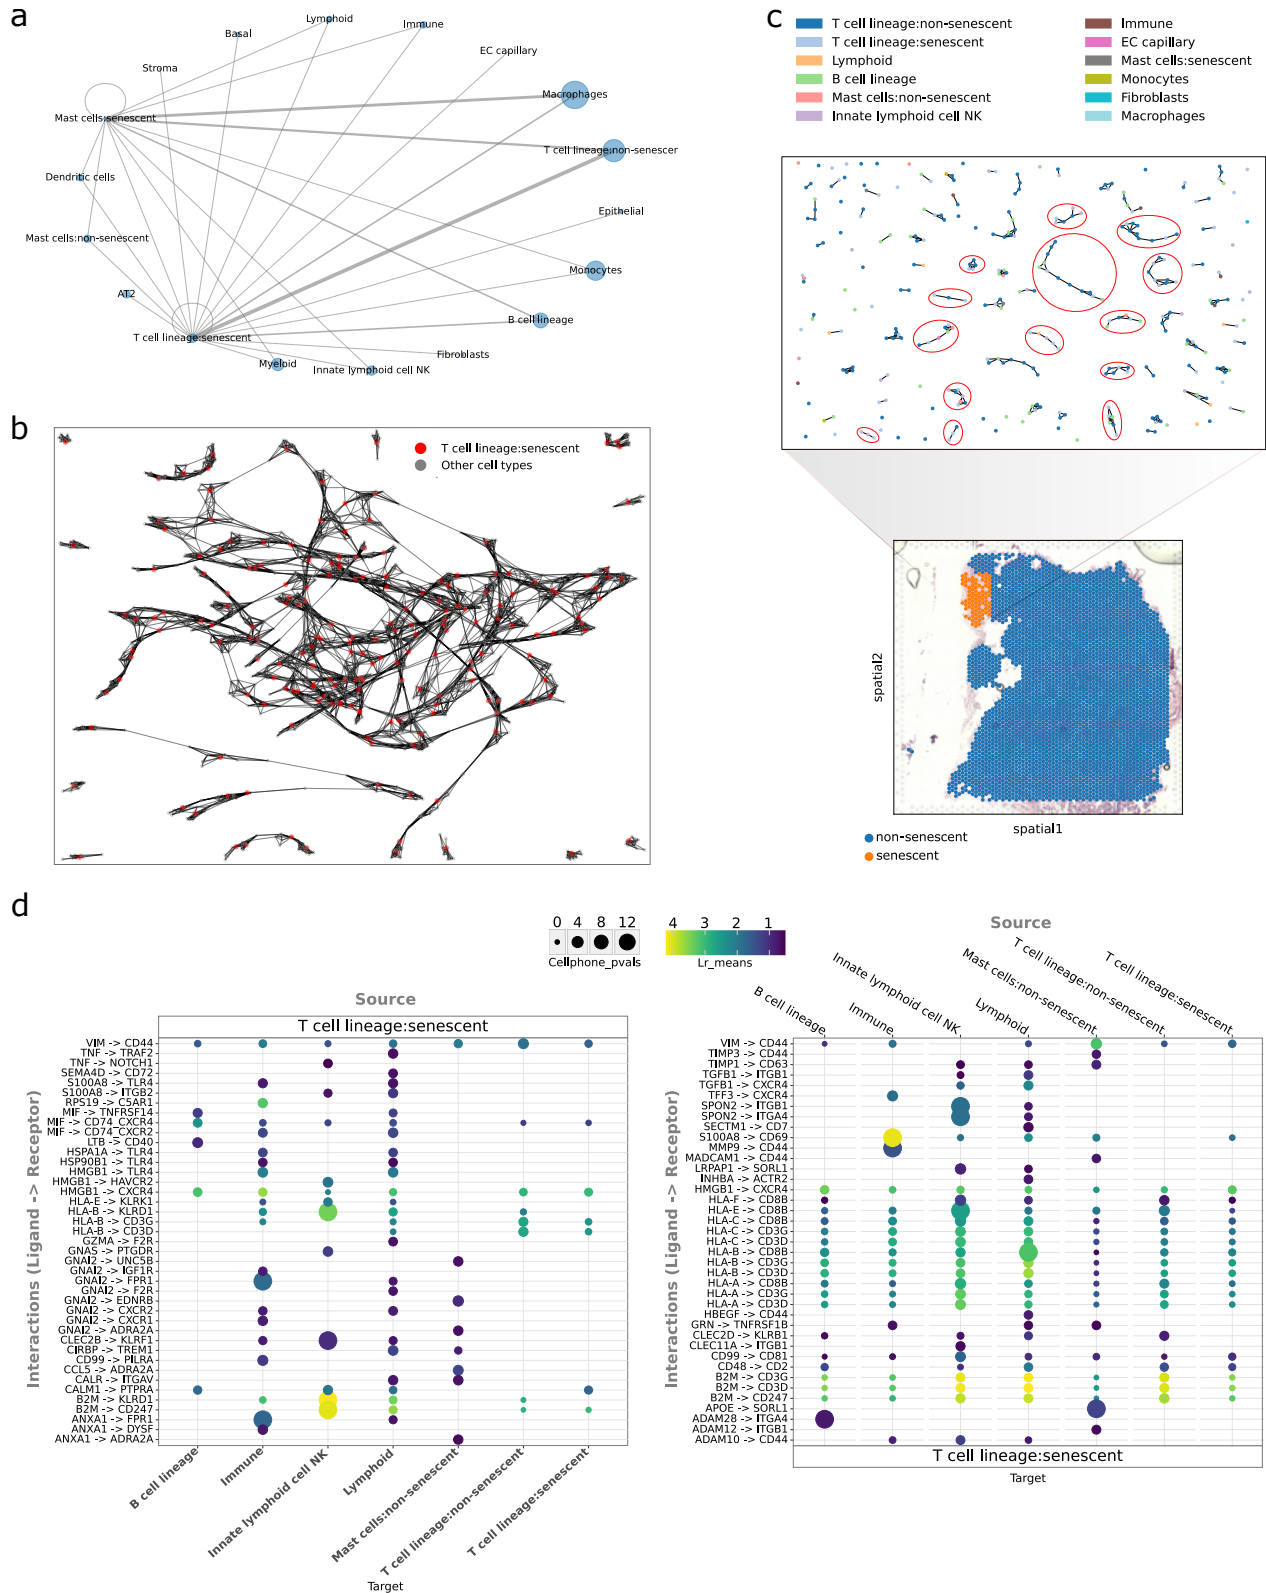 a
Lymphoid
Immune
Basal
EC capillary
Stroma
Macrophages
Mast cells:senescent
T cell lineage:non-senescer
Dendritic cells
Epithelial
Mast cells:non-senescent
Monocytes
AT2
B cell lineage
T cell lineage:senescent
Fibroblasts
Myeloid
Innate lymphoid cell NK
b
T cell lineage:senescent
Other cell types
c
T cell lineage:non-senescent
T cell lineage:senescent
Lymphoid
B cell lineage
Mast cells:non-senescent
Innate lymphoid cell NK
Immune
EC capillary
Mast cells:senescent
Monocytes
Fibroblasts
Macrophages
spatial2
spatial1
non-senescent
senescent
d
0 4 8 12
Cellphone_pvals
4 3 2 1
Lr_means
Source
T cell lineage:senescent
Interactions (Ligand -> Receptor)
VIM -> CD44
TNF -> TRAF2
TNF -> NOTCH1
SEMA4D -> CD72
S100A8 -> TLR4
S100A8 -> ITGB2
RPS19 -> C5AR1
MIF -> TNFRSF14
MIF -> CD74_CXCR4
MIF -> CD74_CXCR2
LTB -> CD40
HSPA1A -> TLR4
HSP90B1 -> TLR4
HMGB1 -> TLR4
HMGB1 -> HAVCR2
HMGB1 -> CXCR4
HLA-E -> KLRK1
HLA-B -> KLRD1
HLA-B -> CD3G
HLA-B -> CD3D
GZMA -> F2R
GNAS -> PTGDR
GNAI2 -> UNC5B
GNAI2 -> IGF1R
GNAI2 -> FPR1
GNAI2 -> F2R
GNAI2 -> EDNRB
GNAI2 -> CXCR2
GNAI2 -> CXCR1
GNAI2 -> ADRA2A
CLEC2B -> KLRF1
CIRBP -> TREM1
CD99 -> PILRA
CCL5 -> ADRA2A
CALR -> ITGAV
CALM1 -> PTPRA
B2M -> KLRD1
B2M -> CD247
ANXA1 -> FPR1
ANXA1 -> DYSF
ANXA1 -> ADRA2A
B cell lineage
Immune
Innate lymphoid cell NK
Lymphoid
Mast cells:non-senescent
T cell lineage:non-senescent
T cell lineage:senescent
Target
Source
B cell lineage
Immune
Innate lymphoid cell NK
Lymphoid
Mast cells:non-senescent
T cell lineage:non-senescent
T cell lineage:senescent
Interactions (Ligand -> Receptor)
VIM -> CD44
TIMP3 -> CD44
TIMP1 -> CD63
TGFB1 -> ITGB1
TGFB1 -> CXCR4
TFF3 -> CXCR4
SPON2 -> ITGB1
SPON2 -> ITGA4
SECTM1 -> CD7
S100A8 -> CD69
MMP9 -> CD44
MADCAM1 -> CD44
LRPAP1 -> SORL1
INHBA -> ACTR2
HMGB1 -> CXCR4
HLA-F -> CD8B
HLA-E -> CD8B
HLA-C -> CD8B
HLA-C -> CD3G
HLA-C -> CD3D
HLA-B -> CD8B
HLA-B -> CD3G
HLA-B -> CD3D
HLA-A -> CD8B
HLA-A -> CD3G
HLA-A -> CD3D
HBEGF -> CD44
GRN -> TNFRSF1B
CLEC2D -> KLRB1
CLEC11A -> ITGB1
CD99 -> CD81
CD48 -> CD2
B2M -> CD3G
B2M -> CD3D
B2M -> CD247
APOE -> SORL1
ADAM28 -> ITGA4
ADAM12 -> ITGB1
ADAM10 -> CD44
T cell lineage:senescent
Target